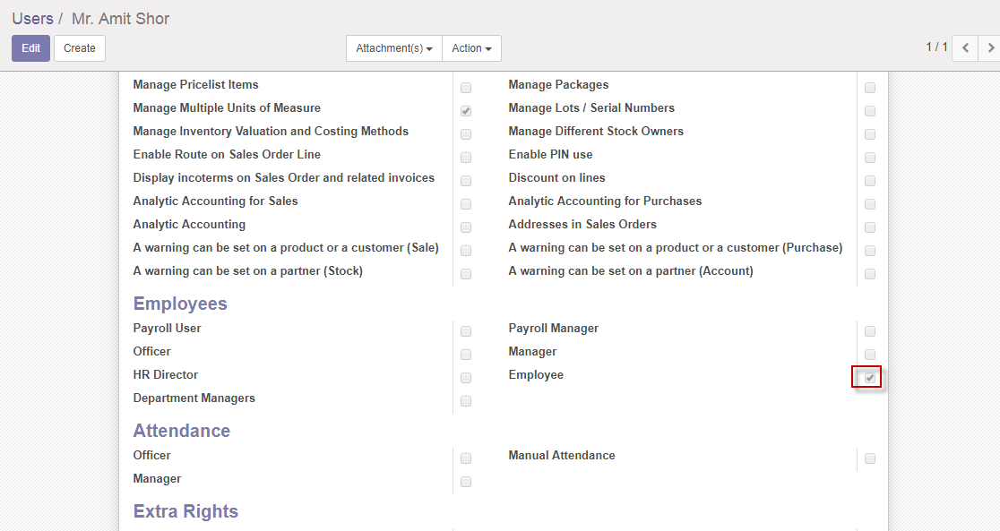 Users / Mr. Amit Shor
Edit Create Attachment(s) Action 1 / 1
Manage Pricelist Items Manage Packages
Manage Multiple Units of Measure Manage Lots / Serial Numbers
Manage Inventory Valuation and Costing Methods Manage Different Stock Owners
Enable Route on Sales Order Line Enable PIN use
Display incoterms on Sales Order and related invoices Discount on lines
Analytic Accounting for Sales Analytic Accounting for Purchases
Analytic Accounting Addresses in Sales Orders
A warning can be set on a product or a customer (Sale) A warning can be set on a product or a customer (Purchase)
A warning can be set on a partner (Stock) A warning can be set on a partner (Account)
Employees
Payroll User Payroll Manager
Officer Manager
HR Director Employee
Department Managers
Attendance
Officer Manual Attendance
Manager
Extra Rights